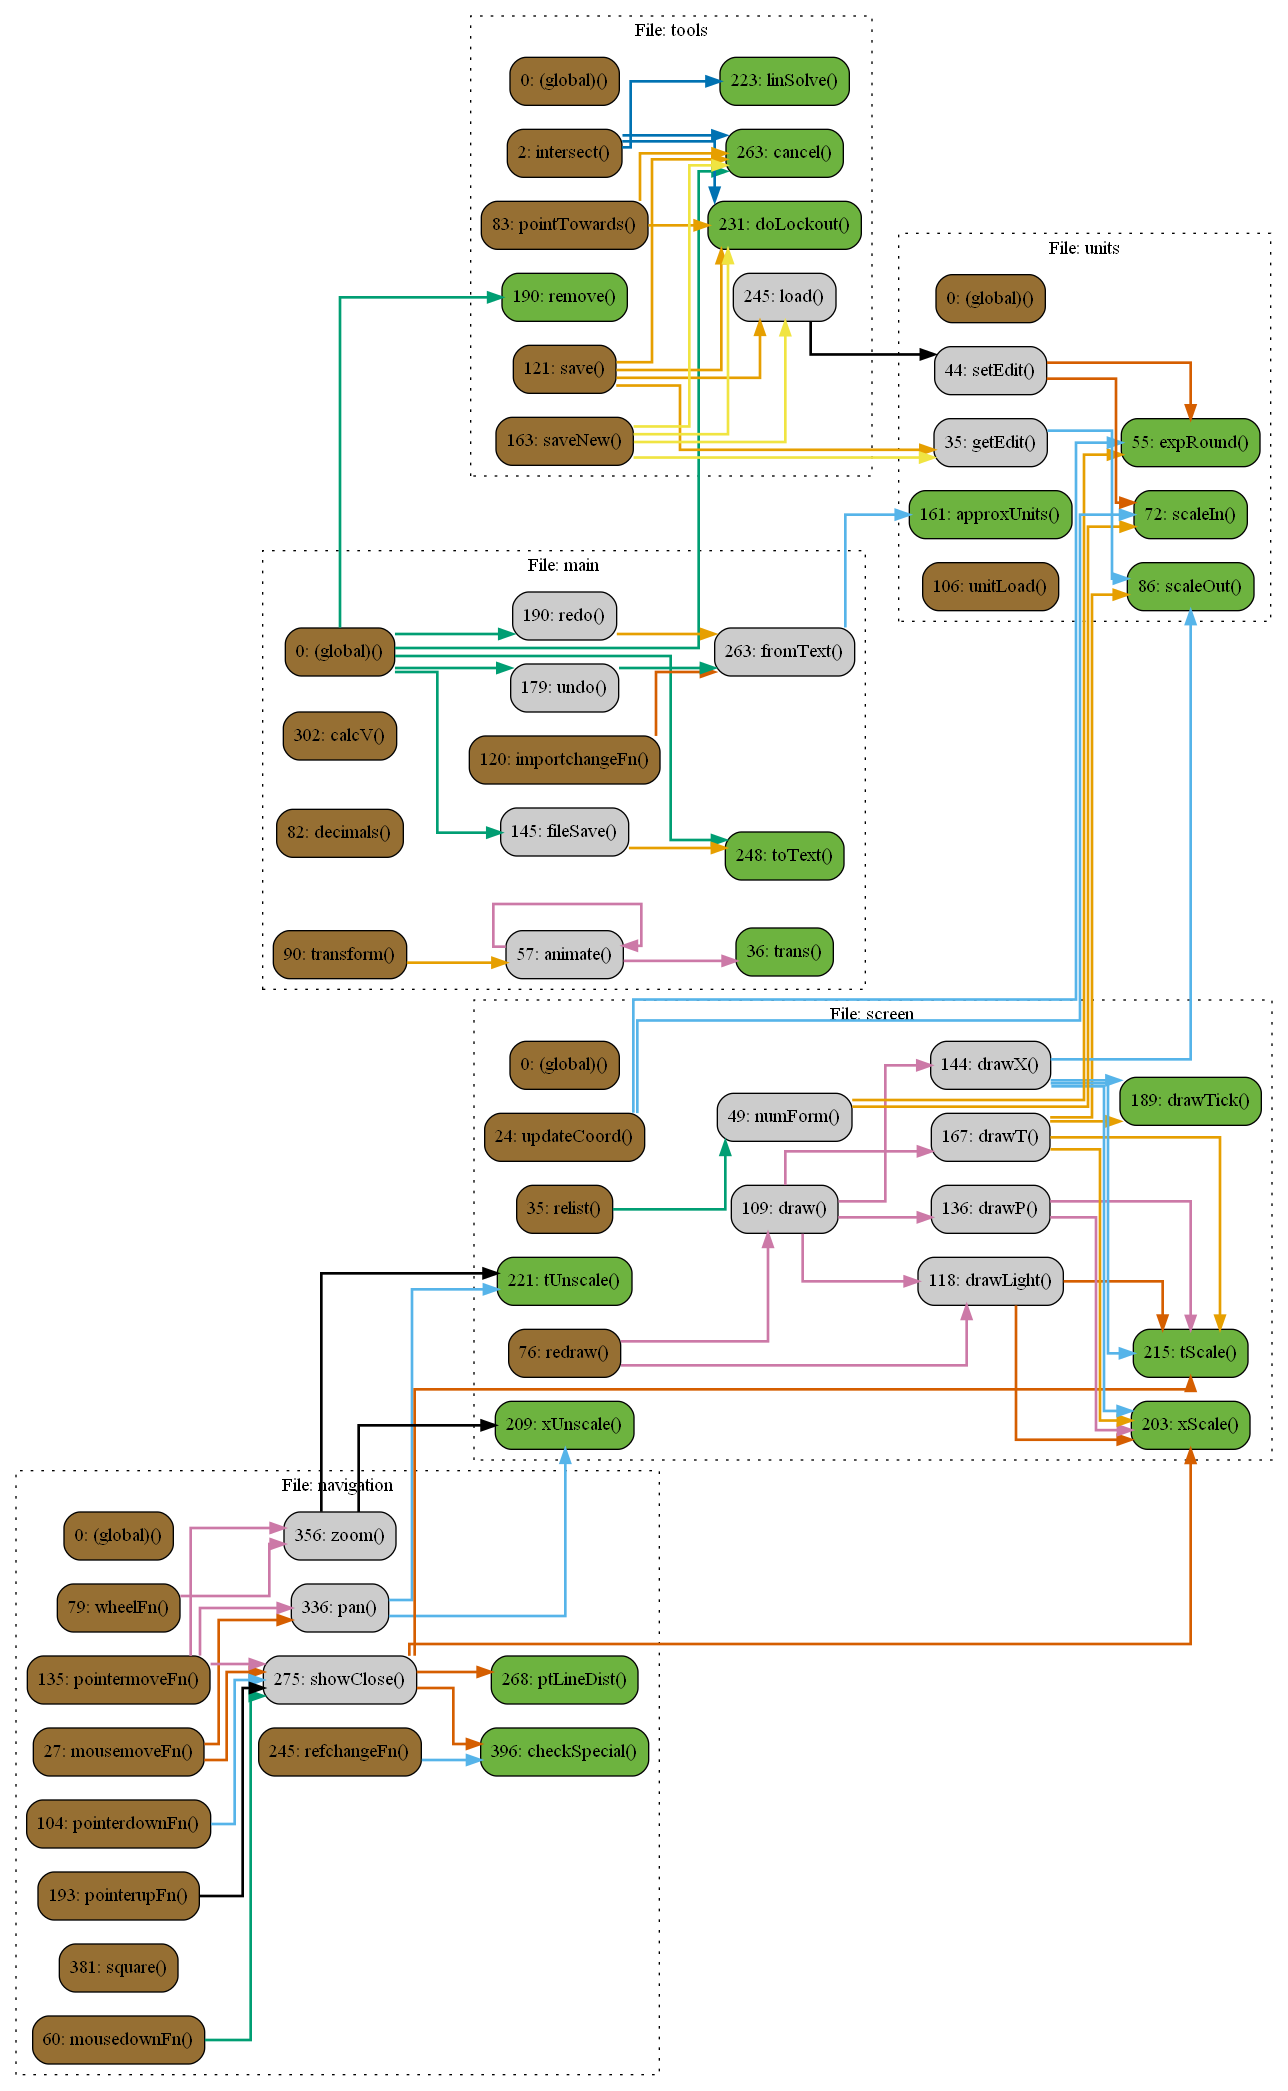 File: tools
0: (global)()
223: linSolve()
2: intersect()
263: cancel()
83: pointTowards()
231: doLockout()
190: remove()
245: load()
121: save()
163: saveNew()
File: units
0: (global)()
44: setEdit()
35: getEdit()
55: expRound()
161: approxUnits()
72: scaleIn()
106: unitLoad()
86: scaleOut()
File: main
190: redo()
0: (global)()
263: fromText()
179: undo()
302: calcV()
120: importchangeFn()
82: decimals()
145: fileSave()
248: toText()
90: transform()
57: animate()
36: trans()
File: screen
0: (global)()
144: drawX()
189: drawTick()
49: numForm()
24: updateCoord()
167: drawT()
35: relist()
109: draw()
136: drawP()
221: tUnscale()
118: drawLight()
76: redraw()
215: tScale()
209: xUnscale()
203: xScale()
File: navigation
0: (global)()
356: zoom()
79: wheelFn()
336: pan()
135: pointermoveFn()
275: showClose()
268: ptLineDist()
27: mousemoveFn()
245: refchangeFn()
396: checkSpecial()
104: pointerdownFn()
193: pointerupFn()
381: square()
60: mousedownFn()